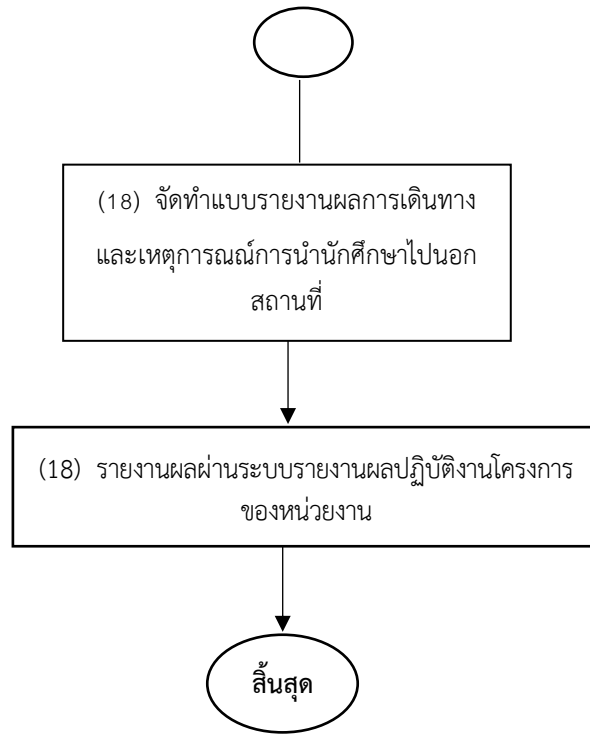 (18) จัดทำแบบรายงานผลการเดินทาง
และเหตุการณณ์การนำนักศึกษาไปนอก
สถานที่
(18) รายงานผลผ่านระบบรายงานผลปฏิบัติงานโครงการ
ของหน่วยงาน
สิ้นสุด